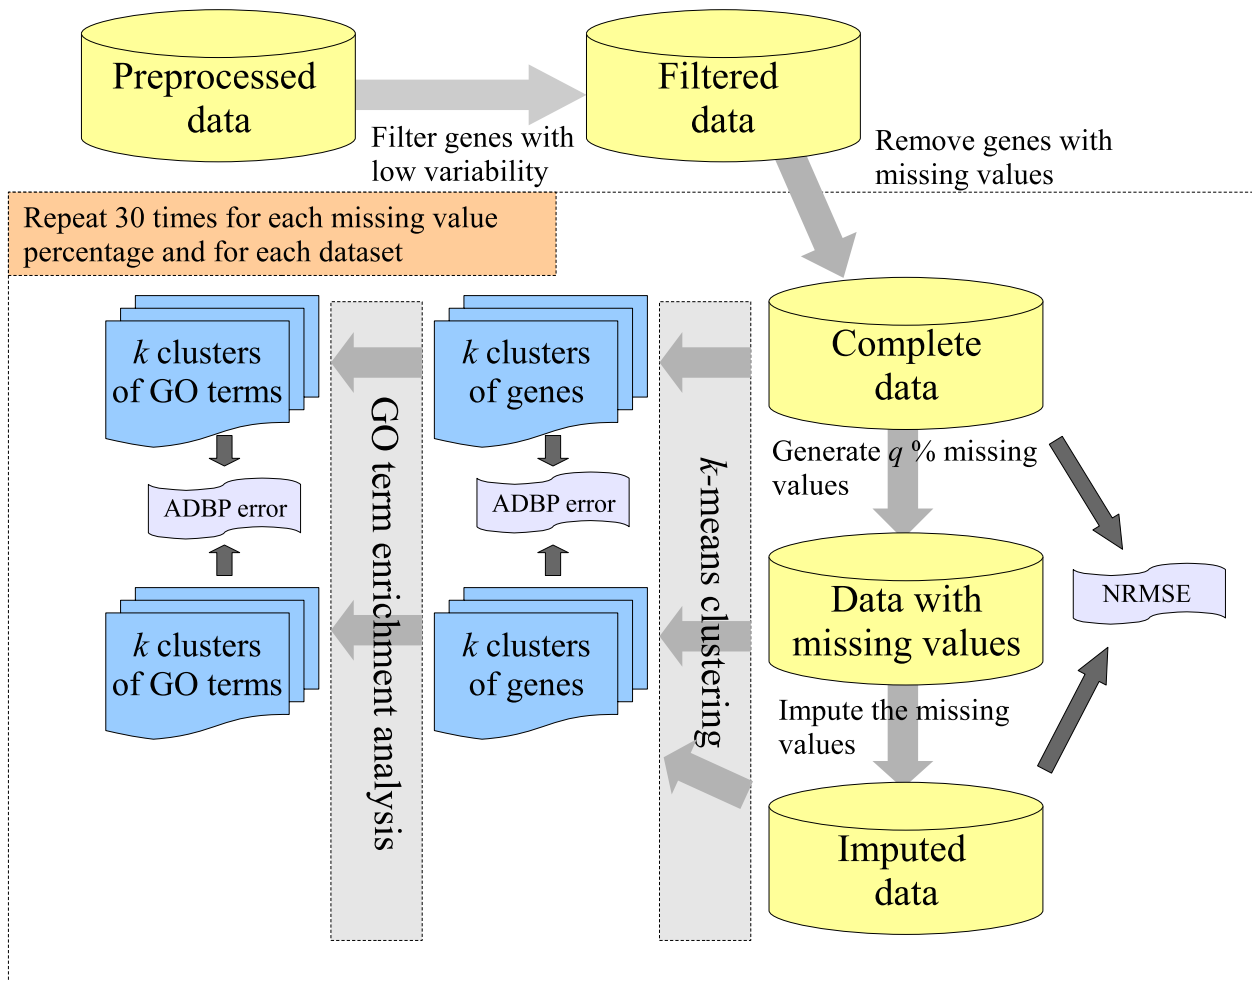 Preprocessed
data
Filtered
data
Filter genes with
low variability
Remove genes with
missing values
Repeat 30 times for each missing value
percentage and for each dataset
k clusters
of GO terms
k clusters
of genes
Complete
data
GO term enrichment analysis
k-means clustering
Generate q % missing
values
ADBP error
ADBP error
NRMSE
Data with
missing values
k clusters
of GO terms
k clusters
of genes
Impute the missing
values
Imputed
data